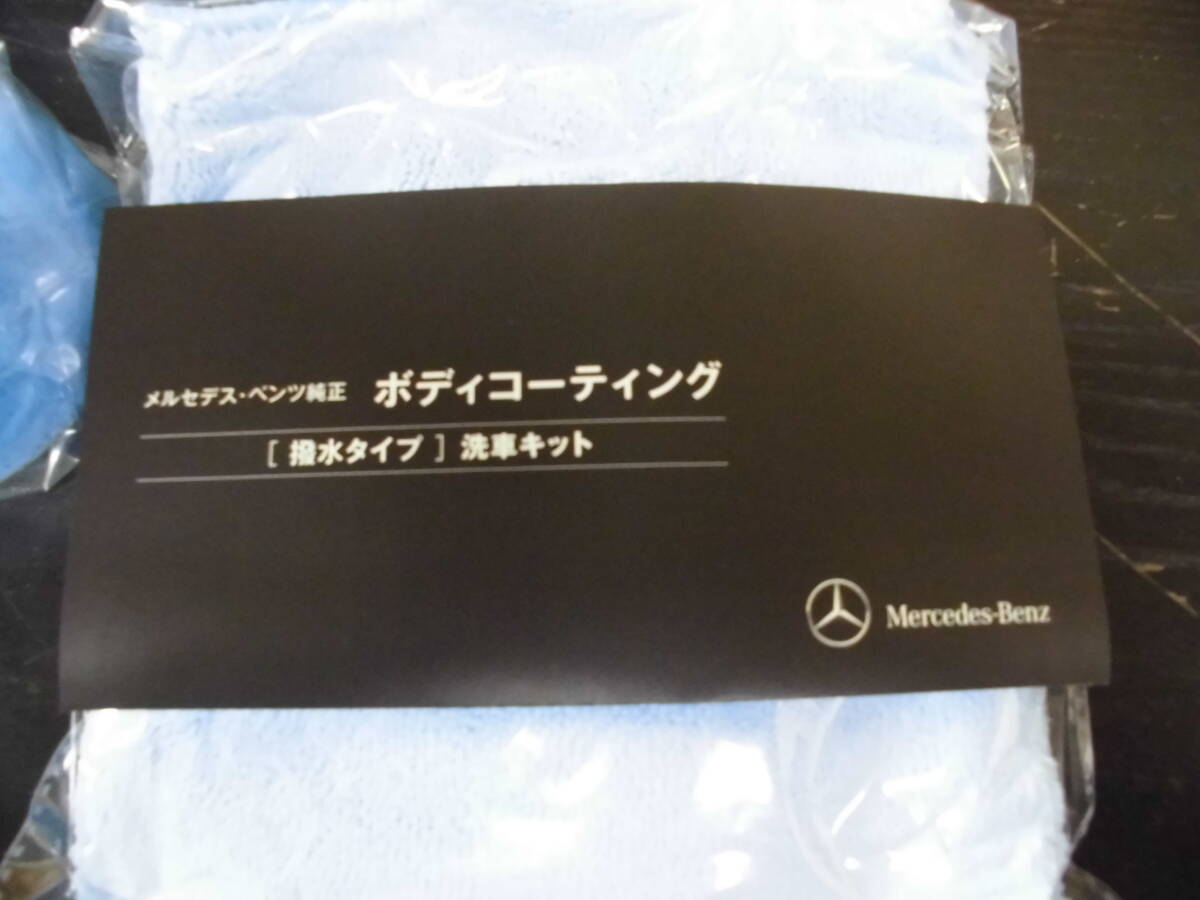 メルセデス・ベンツ純正 ボディコーティング
[ 撥水タイプ ] 洗車キット
Mercedes-Benz